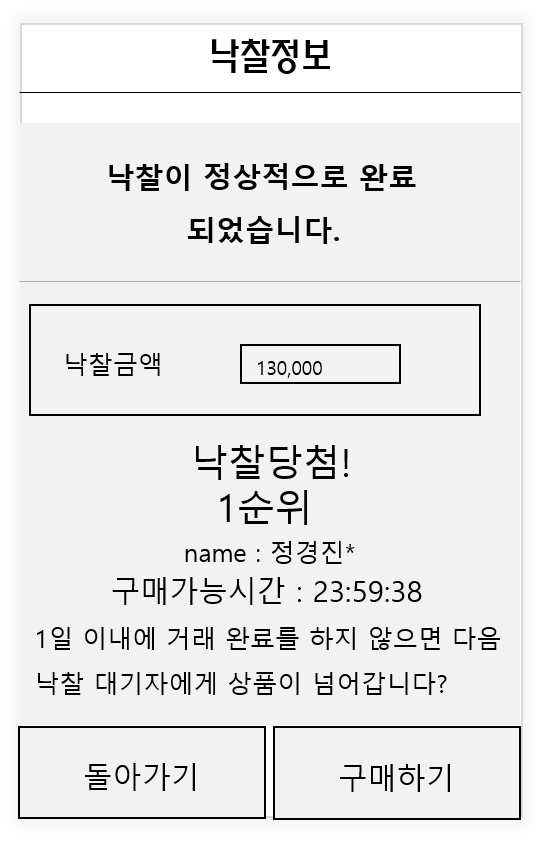 낙찰정보
낙찰이 정상적으로 완료
되었습니다.
낙찰금액 130,000
낙찰당첨!
1순위
name : 정경진*
구매가능시간 : 23:59:38
1일 이내에 거래 완료를 하지 않으면 다음
낙찰 대기자에게 상품이 넘어갑니다?
돌아가기 구매하기